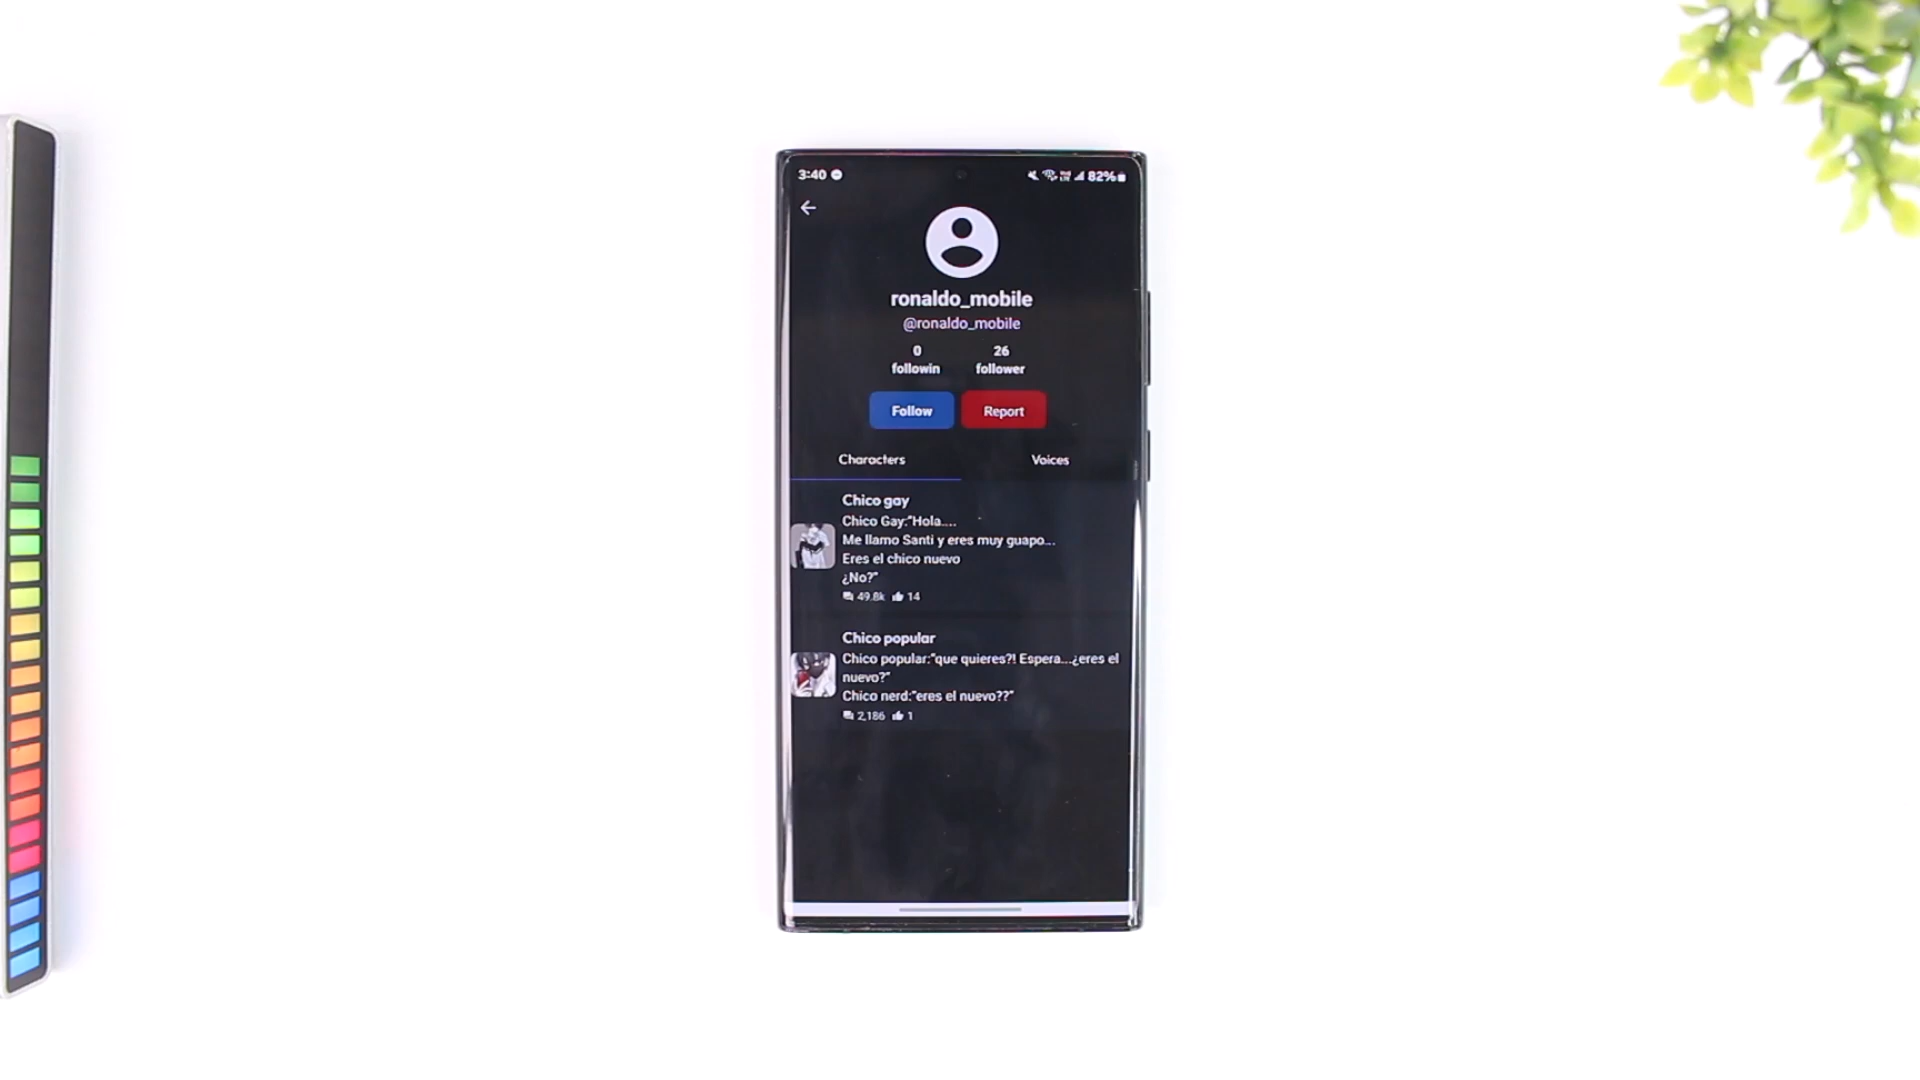 3:40
82%
ronaldo_mobile
@ronaldo_mobile
0 26
followin follower
Follow Report
Characters Voices
Chico gay
Chico Gay:"Hola....
Me llamo Santi y eres muy guapo...
Eres el chico nuevo
¿No?"
49.8k 14
Chico popular
Chico popular:"que quieres?! Espera...¿eres el
nuevo?"
Chico nerd:"eres el nuevo??"
2,186 1